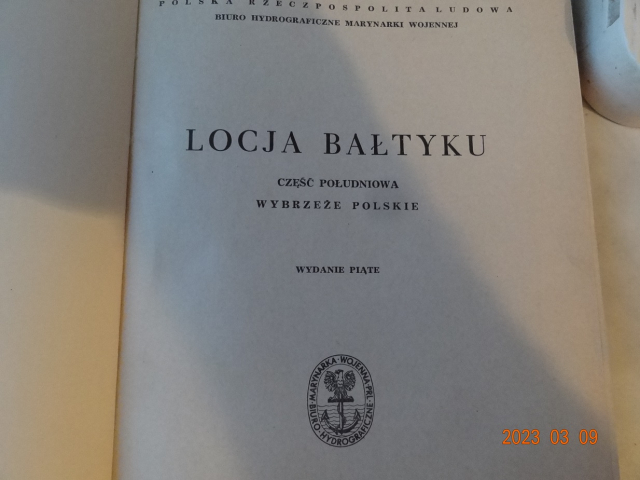 POLSKA RZECZPOSPOLITA LUDOWA
BIURO HYDROGRAFICZNE MARYNARKI WOJENNEJ
LOCJA BAŁTYKU
CZĘŚĆ POŁUDNIOWA
WYBRZEŻE POLSKIE
WYDANIE PIĄTE
MARYNARKA · WOJENNA · PRL
BIURO · HYDROGRAFICZNE
2023 03 09